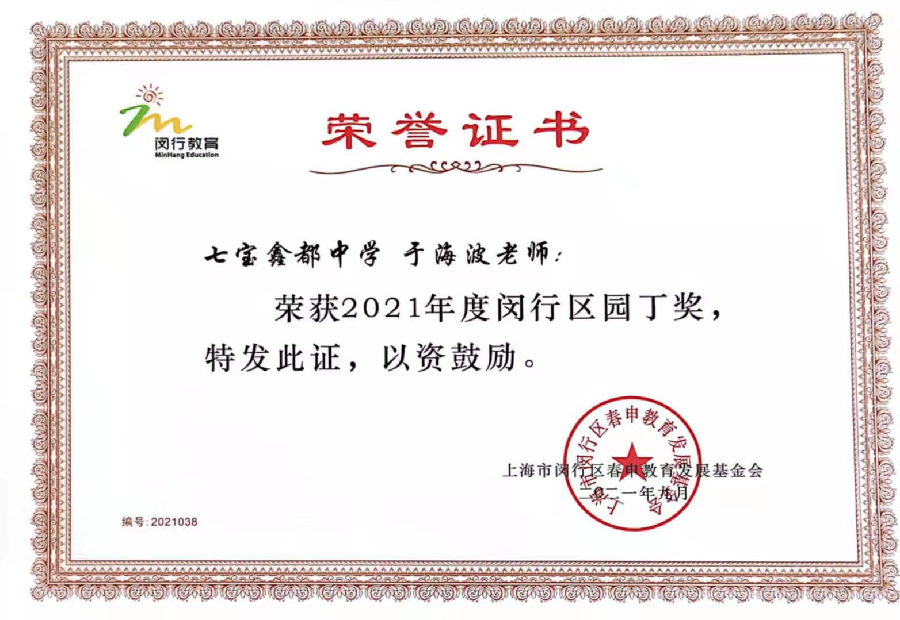 闵行教育
MinHang Education
荣誉证书
七宝鑫都中学 于海波老师：
荣获2021年度闵行区园丁奖，
特发此证，以资鼓励。
上海市闵行区春申教育发展基金会
上海市闵行区春申教育发展基金会
二〇二一年九月
编号：2021038